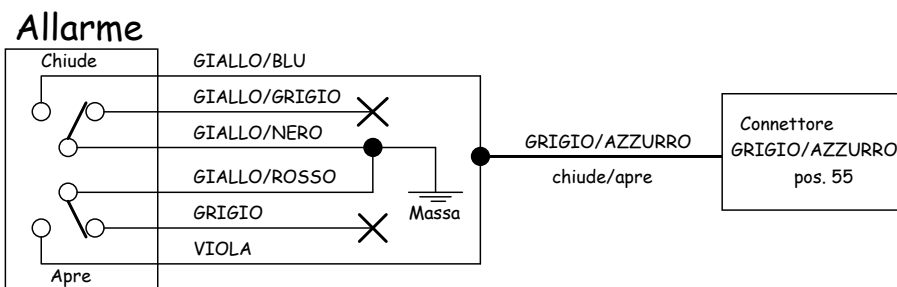 Allarme
Chiude
GIALLO/BLU
GIALLO/GRIGIO
GIALLO/NERO
GIALLO/ROSSO
GRIGIO
VIOLA
Apre
Massa
GRIGIO/AZZURRO
chiude/apre
Connettore
GRIGIO/AZZURRO
pos. 55